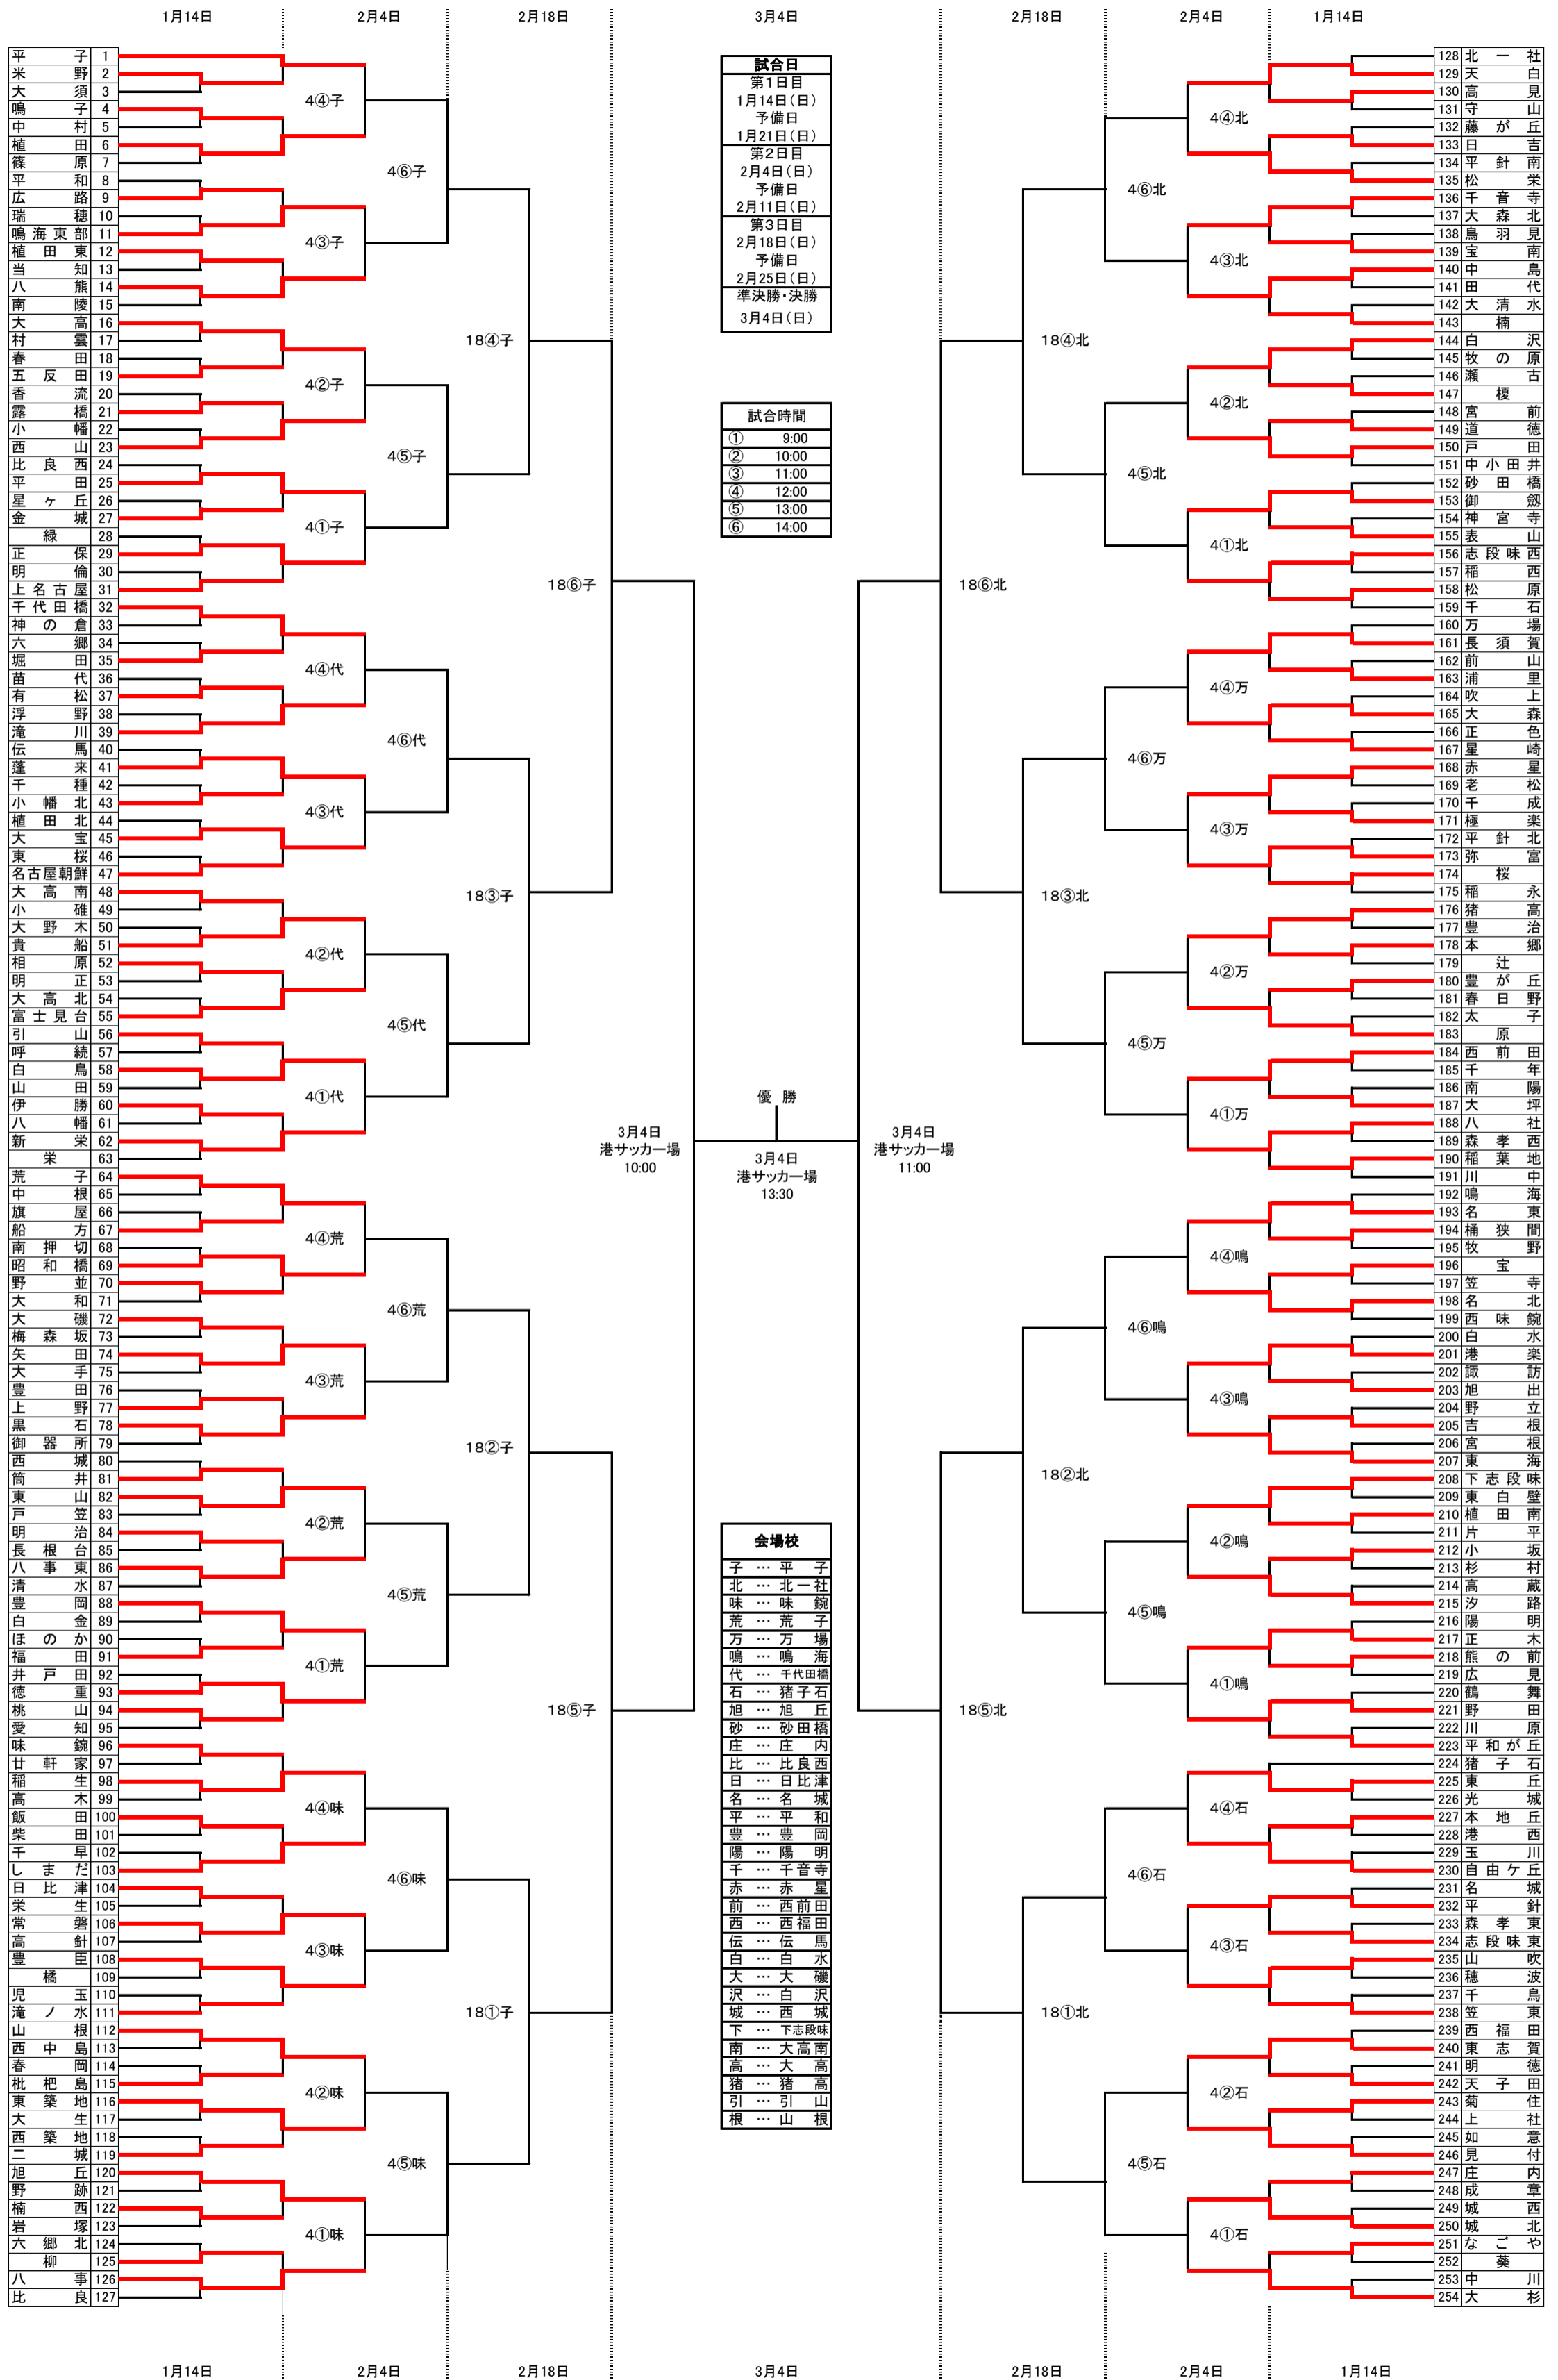 1月14日 2月4日 2月18日 3月4日 2月18日 2月4日 1月14日
平子 1
米野 2
大須 3
鳴子 4
中村 5
植田 6
篠原 7
平和 8
広路 9
瑞穂 10
鳴海東部 11
植田東 12
当知 13
八熊 14
南陵 15
大高 16
村雲 17
春田 18
五反田 19
香流 20
露橋 21
小幡 22
西山 23
比良西 24
平田 25
星ヶ丘 26
金城 27
緑 28
正保 29
明倫 30
上名古屋 31
千代田橋 32
神の倉 33
六郷 34
堀田 35
苗代 36
有松 37
浮野 38
滝川 39
伝馬 40
蓬来 41
千種 42
小幡北 43
植田北 44
大宝 45
東桜 46
名古屋朝鮮 47
大高南 48
小碓 49
大野木 50
貴船 51
相原 52
明正 53
大高北 54
富士見台 55
引山 56
呼続 57
白鳥 58
山田 59
伊勝 60
八幡 61
新栄 62
栄 63
荒子 64
中根 65
旗屋 66
船方 67
南押切 68
昭和橋 69
野並 70
大和 71
大磯 72
梅森坂 73
矢田 74
大手 75
豊田 76
上野 77
黒石 78
御器所 79
西城 80
筒井 81
東山 82
戸笠 83
明治 84
長根台 85
八事東 86
清水 87
豊岡 88
白金 89
ほのか 90
福田 91
井戸田 92
徳重 93
桃山 94
愛知 95
味鋺 96
廿軒家 97
稲生 98
高木 99
飯田 100
柴田 101
千早 102
しまだ 103
日比津 104
栄生 105
常磐 106
高針 107
豊臣 108
橘 109
児玉 110
滝ノ水 111
山根 112
西中島 113
春岡 114
枇杷島 115
東築地 116
大生 117
西築地 118
二城 119
旭丘 120
野跡 121
楠西 122
岩塚 123
六郷北 124
柳 125
八事 126
比良 127
4④子
4③子
4②子
4①子
4④代
4③代
4②代
4①代
4④荒
4③荒
4②荒
4①荒
4④味
4③味
4②味
4①味
4⑥子
4⑤子
4⑥代
4⑤代
4⑥荒
4⑤荒
4⑥味
4⑤味
18④子
18③子
18②子
18①子
18⑥子
18⑤子
3月4日
港サッカー場
10:00
試合日
第1日目
1月14日(日)
予備日
1月21日(日)
第2日目
2月4日(日)
予備日
2月11日(日)
第3日目
2月18日(日)
予備日
2月25日(日)
準決勝・決勝
3月4日(日)
試合時間
① 9:00
② 10:00
③ 11:00
④ 12:00
⑤ 13:00
⑥ 14:00
優勝
3月4日
港サッカー場
13:30
会場校
子 … 平子
北 … 北一社
味 … 味鋺
荒 … 荒子
万 … 万場
鳴 … 鳴海
代 … 千代田橋
石 … 猪子石
旭 … 旭丘
砂 … 砂田橋
庄 … 庄内
比 … 比良西
日 … 日比津
名 … 名城
平 … 平和
豊 … 豊岡
陽 … 陽明
千 … 千音寺
赤 … 赤星
前 … 西前田
西 … 西福田
伝 … 伝馬
白 … 白水
大 … 大磯
沢 … 白沢
城 … 西城
下 … 下志段味
南 … 大高南
高 … 大高
猪 … 猪高
引 … 引山
根 … 山根
3月4日
港サッカー場
11:00
18⑥北
18⑤北
18④北
18③北
18②北
18①北
4⑥北
4⑤北
4⑥万
4⑤万
4⑥鳴
4⑤鳴
4⑥石
4⑤石
4④北
4③北
4②北
4①北
4④万
4③万
4②万
4①万
4④鳴
4③鳴
4②鳴
4①鳴
4④石
4③石
4②石
4①石
128 北一社
129 天白
130 高見
131 守山
132 藤が丘
133 日吉
134 平針南
135 松栄
136 千音寺
137 大森北
138 鳥羽見
139 宝南
140 中島
141 田代
142 大清水
143 楠
144 白沢
145 牧の原
146 瀬古
147 榎
148 宮前
149 道徳
150 戸田
151 中小田井
152 砂田橋
153 御劔
154 神宮寺
155 表山
156 志段味西
157 稲西
158 松原
159 千石
160 万場
161 長須賀
162 前山
163 浦里
164 吹上
165 大森
166 正色
167 星崎
168 赤星
169 老松
170 千成
171 極楽
172 平針北
173 弥富
174 桜
175 稲永
176 猪高
177 豊治
178 本郷
179 辻
180 豊が丘
181 春日野
182 太子
183 原
184 西前田
185 千年
186 南陽
187 大坪
188 八社
189 森孝西
190 稲葉地
191 川中
192 鳴海
193 名東
194 桶狭間
195 牧野
196 宝
197 笠寺
198 名北
199 西味鋺
200 白水
201 港楽
202 諏訪
203 旭出
204 野立
205 吉根
206 宮根
207 東海
208 下志段味
209 東白壁
210 植田南
211 片平
212 小坂
213 杉村
214 高蔵
215 汐路
216 陽明
217 正木
218 熊の前
219 広見
220 鶴舞
221 野田
222 川原
223 平和が丘
224 猪子石
225 東丘
226 光城
227 本地丘
228 港西
229 玉川
230 自由ケ丘
231 名城
232 平針
233 森孝東
234 志段味東
235 山吹
236 穂波
237 千鳥
238 笠東
239 西福田
240 東志賀
241 明徳
242 天子田
243 菊住
244 上社
245 如意
246 見付
247 庄内
248 成章
249 城西
250 城北
251 なごや
252 葵
253 中川
254 大杉
1月14日 2月4日 2月18日 3月4日 2月18日 2月4日 1月14日